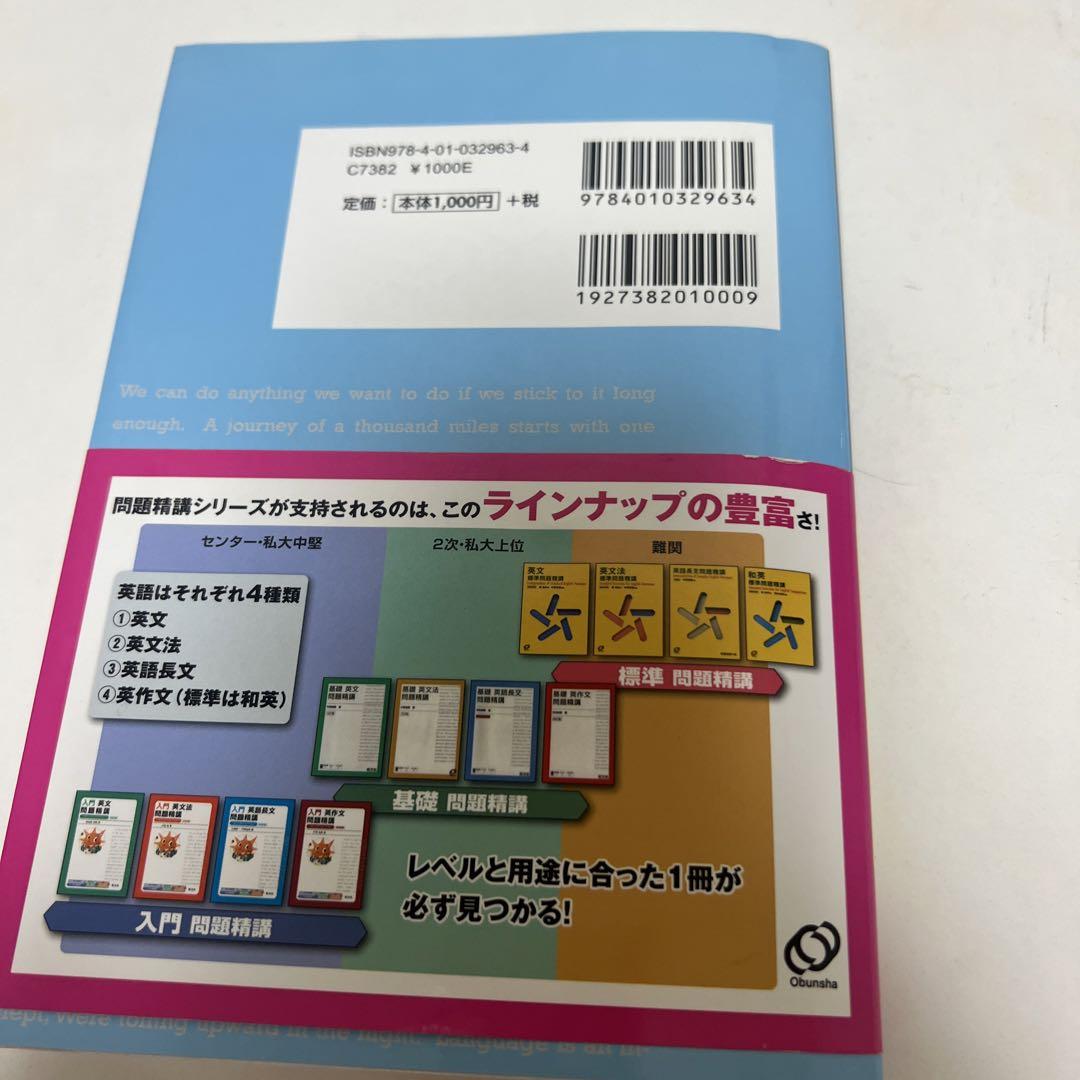 ISBN978-4-01-032963-4
C7382 ￥1000E
定価：本体1,000円＋税
9784010329634
1927382010009
We can do anything we want to do if we stick to it long
enough. A journey of a thousand miles starts with one
問題精講シリーズが支持されるのは、このラインナップの豊富さ!
センター・私大中堅
2次・私大上位
難関
英語はそれぞれ4種類
①英文
②英文法
③英語長文
④英作文（標準は和英）
英文
標準問題精講
英文法
標準問題精講
英語長文問題精講
和英
標準問題精講
標準 問題精講
基礎 英文
問題精講
基礎 英文法
問題精講
基礎 英語長文
問題精講
基礎 英作文
問題精講
基礎 問題精講
入門 英文
問題精講
入門 英文法
問題精講
入門 英語長文
問題精講
入門 英作文
問題精講
入門 問題精講
レベルと用途に合った1冊が
必ず見つかる!
Obunsha
were toiling upward in the night. Language is an